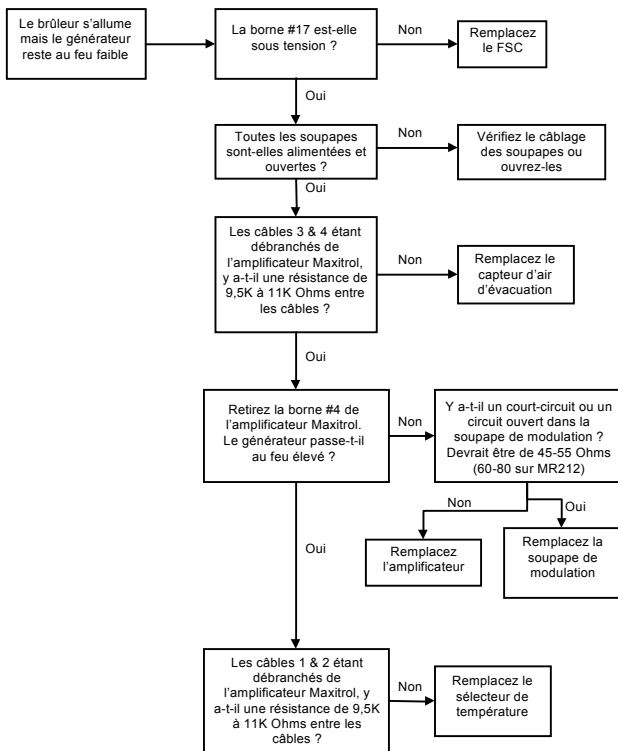 Le brûleur s’allume
mais le générateur
reste au feu faible
La borne #17 est-elle
sous tension ?
Non
Remplacez
le FSC
Oui
Toutes les soupapes
sont-elles alimentées et
ouvertes ?
Non
Vérifiez le câblage
des soupapes ou
ouvrez-les
Oui
Les câbles 3 & 4 étant
débranchés de
l’amplificateur Maxitrol,
y a-t-il une résistance de
9,5K à 11K Ohms entre
les câbles ?
Non
Remplacez le
capteur d’air
d’évacuation
Oui
Retirez la borne #4 de
l’amplificateur Maxitrol.
Le générateur passe-t-il
au feu élevé ?
Non
Y a-t-il un court-circuit ou un
circuit ouvert dans la
soupape de modulation ?
Devrait être de 45-55 Ohms
(60-80 sur MR212)
Non
Oui
Remplacez
l’amplificateur
Remplacez la
soupape de
modulation
Oui
Les câbles 1 & 2 étant
débranchés de
l’amplificateur Maxitrol, y
a-t-il une résistance de 9,5K
à 11K Ohms entre les
câbles ?
Non
Remplacez le
sélecteur de
température